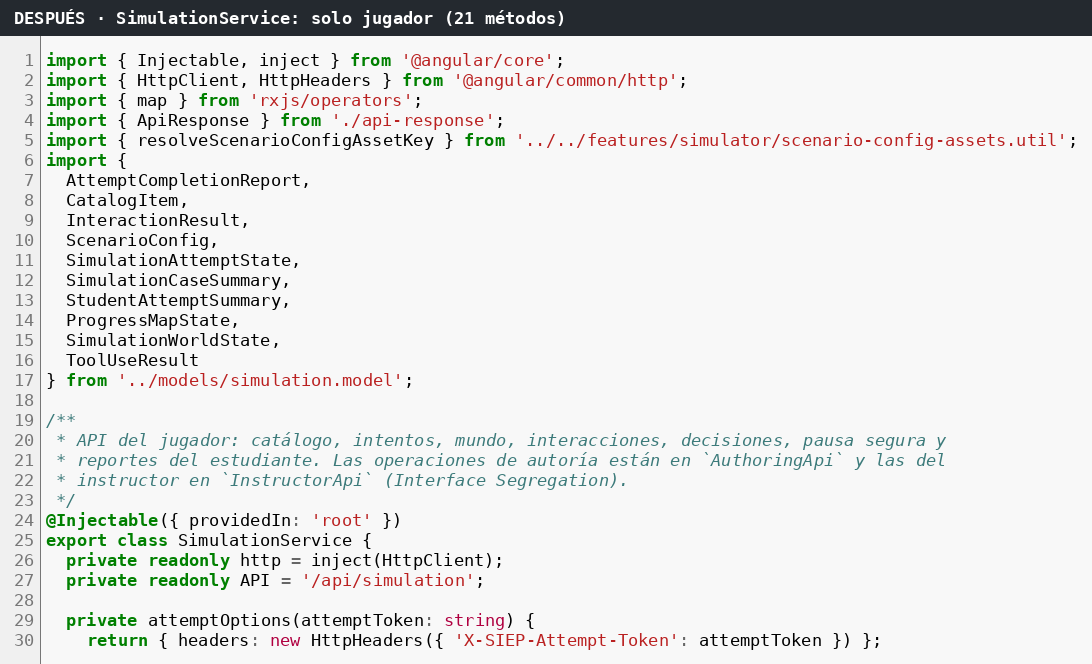 DESPUÉS · SimulationService: solo jugador (21 métodos)
1 import { Injectable, inject } from '@angular/core';
2 import { HttpClient, HttpHeaders } from '@angular/common/http';
3 import { map } from 'rxjs/operators';
4 import { ApiResponse } from './api-response';
5 import { resolveScenarioConfigAssetKey } from '../../features/simulator/scenario-config-assets.util';
6 import {
7   AttemptCompletionReport,
8   CatalogItem,
9   InteractionResult,
10   ScenarioConfig,
11   SimulationAttemptState,
12   SimulationCaseSummary,
13   StudentAttemptSummary,
14   ProgressMapState,
15   SimulationWorldState,
16   ToolUseResult
17 } from '../models/simulation.model';
18
19 /**
20  * API del jugador: catálogo, intentos, mundo, interacciones, decisiones, pausa segura y
21  * reportes del estudiante. Las operaciones de autoría están en `AuthoringApi` y las del
22  * instructor en `InstructorApi` (Interface Segregation).
23  */
24 @Injectable({ providedIn: 'root' })
25 export class SimulationService {
26   private readonly http = inject(HttpClient);
27   private readonly API = '/api/simulation';
28
29   private attemptOptions(attemptToken: string) {
30     return { headers: new HttpHeaders({ 'X-SIEP-Attempt-Token': attemptToken }) };